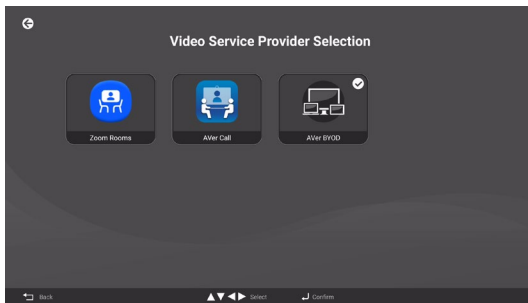 Video Service Provider Selection
Zoom Rooms
AVer Call
AVer BYOD
Back
Select
Confirm